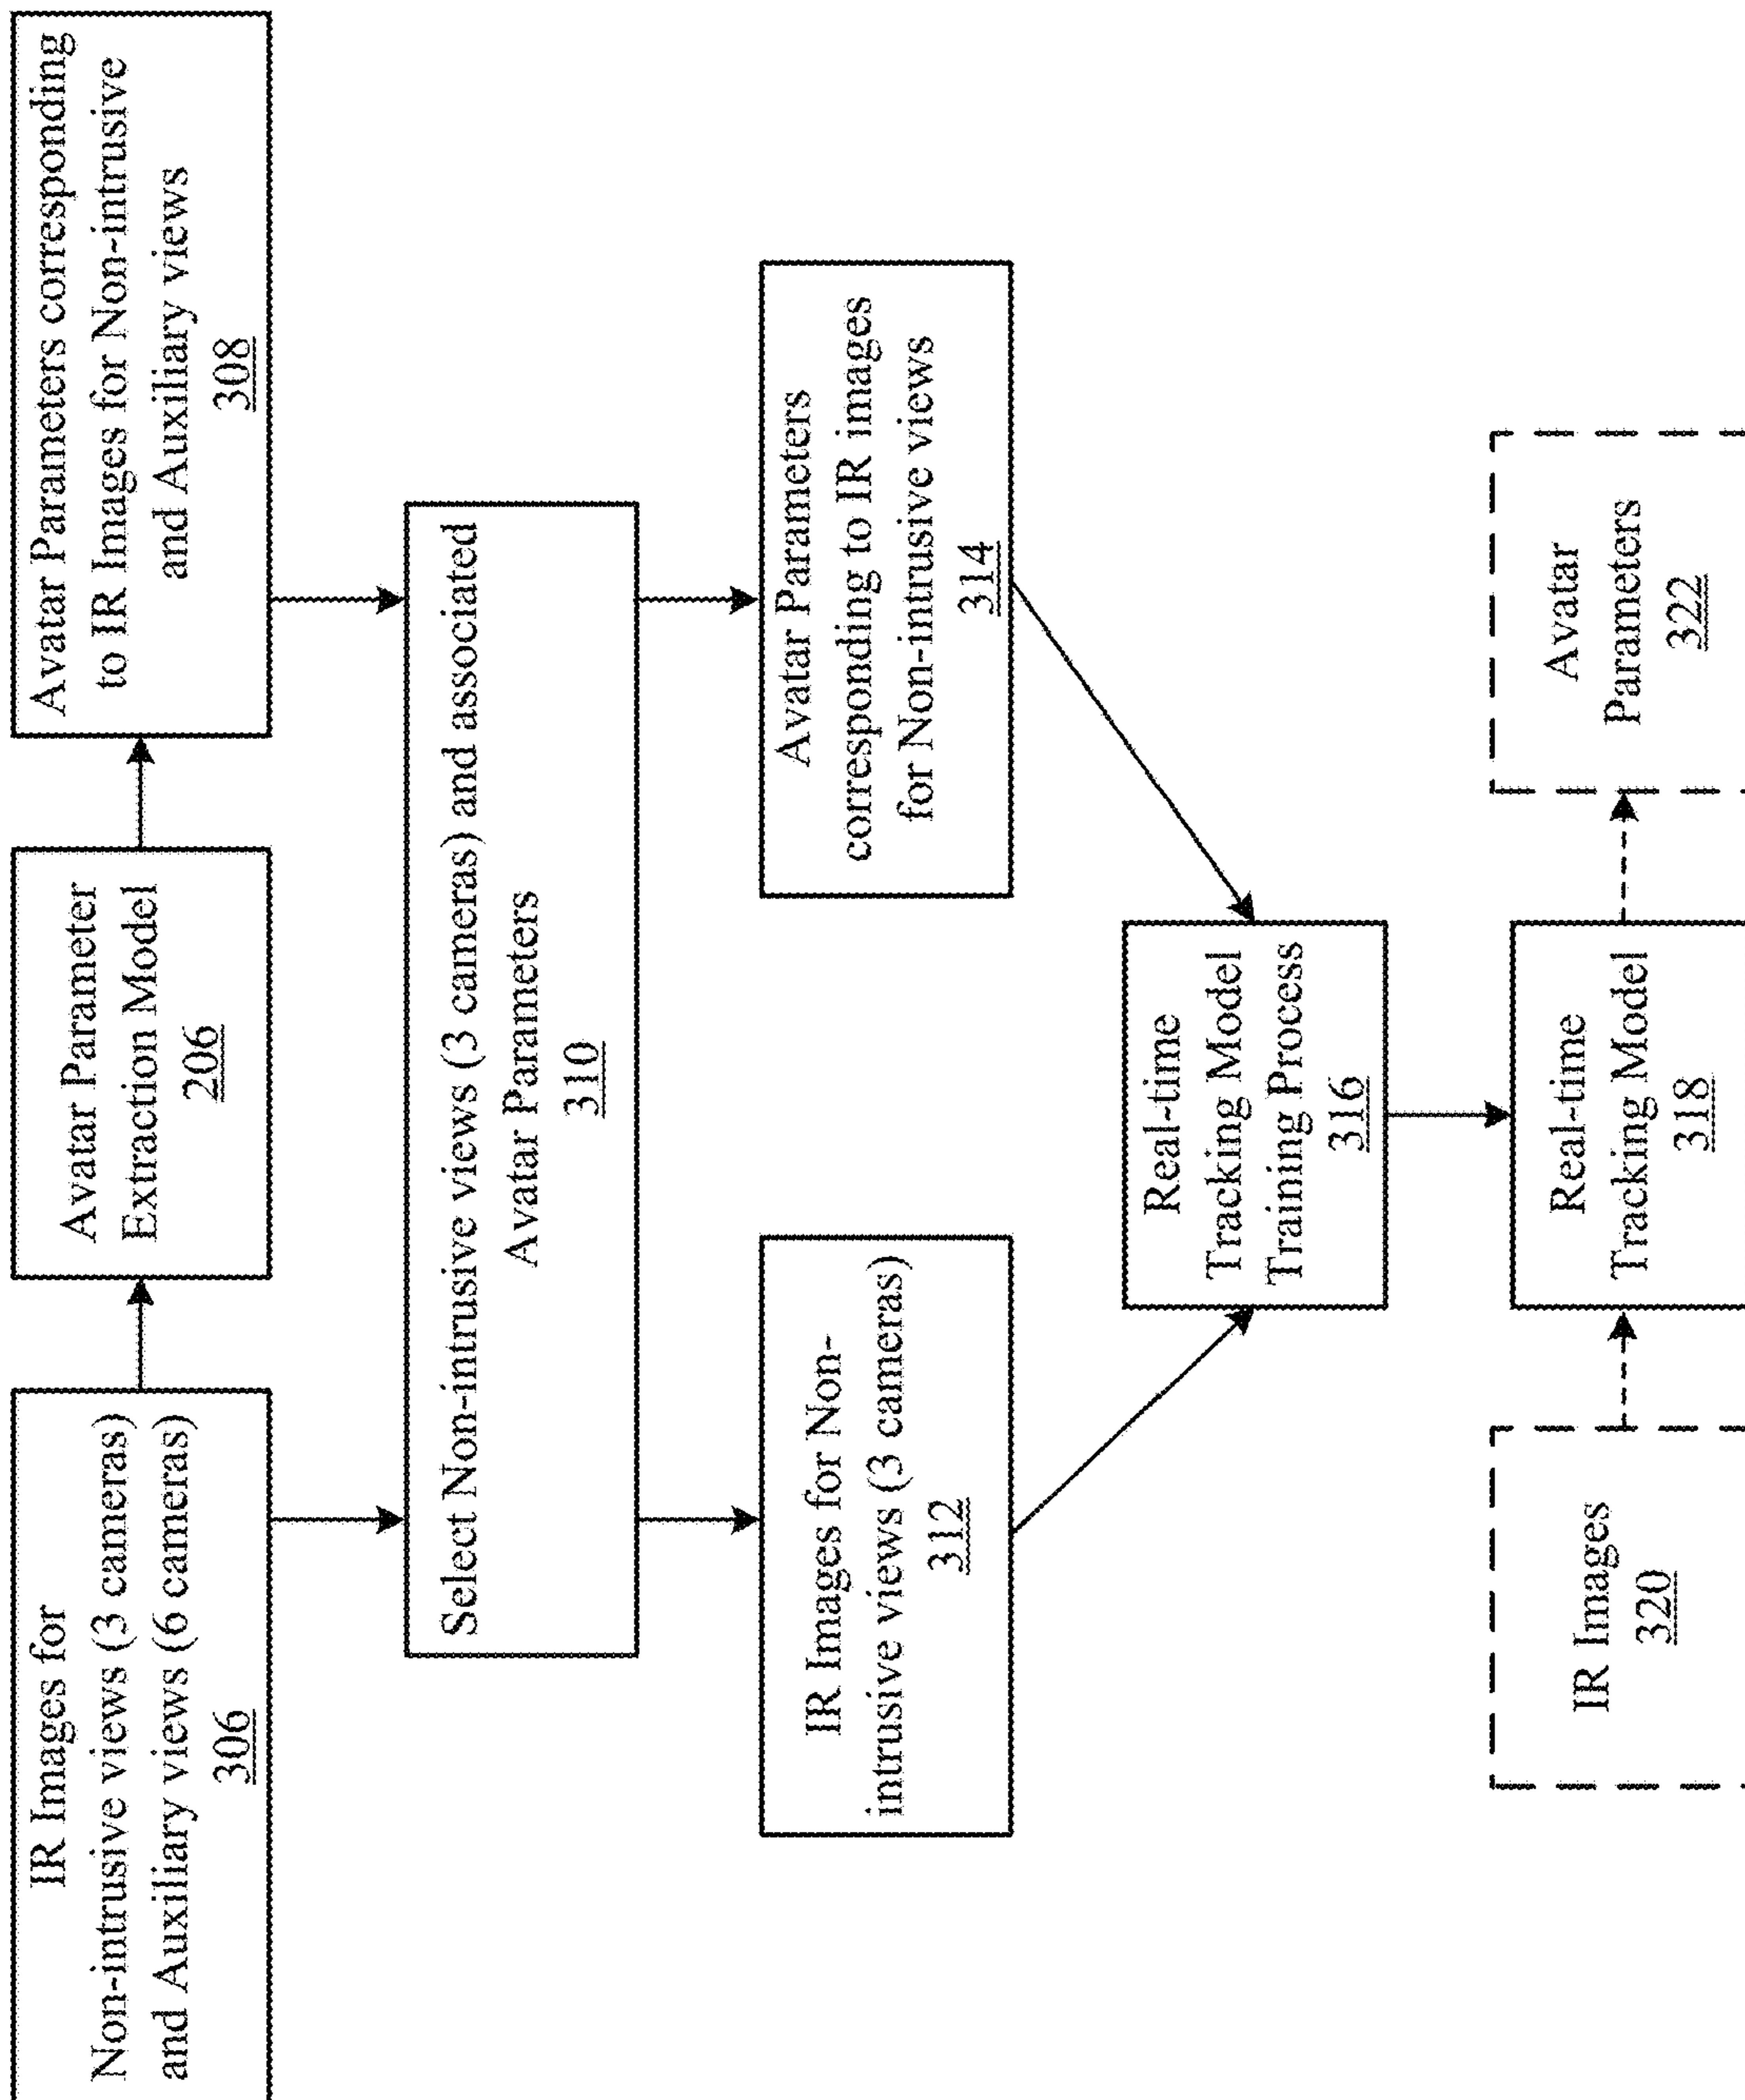 IR Images for
Non-intrusive views (3 cameras)
and Auxiliary views (6 cameras)
306
Avatar Parameter
Extraction Model
206
Avatar Parameters corresponding
to IR Images for Non-intrusive
and Auxiliary views
308
Select Non-intrusive views (3 cameras) and associated
Avatar Parameters
310
IR Images for Non-
intrusive views (3 cameras)
312
Avatar Parameters
corresponding to IR images
for Non-intrusive views
314
Real-time
Tracking Model
Training Process
316
IR Images
320
Real-time
Tracking Model
318
Avatar
Parameters
322